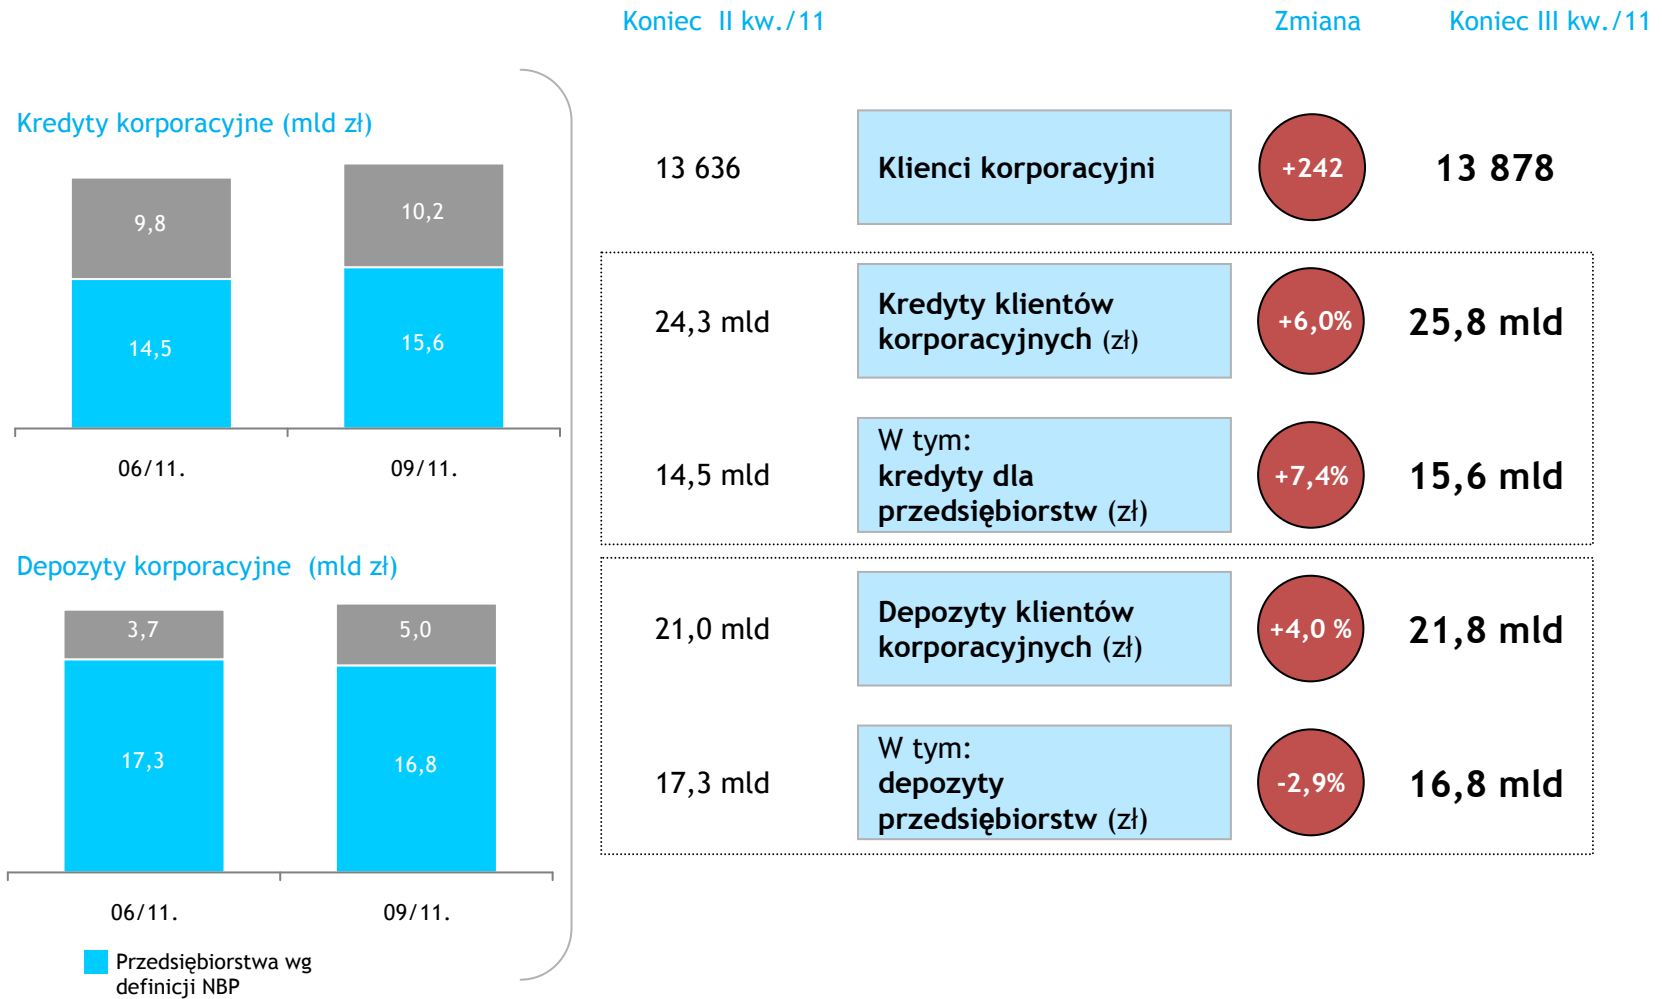 Koniec II kw./11
Zmiana
Koniec III kw./11
Kredyty korporacyjne (mld zł)
9,8
10,2
14,5
15,6
06/11.
09/11.
Depozyty korporacyjne (mld zł)
3,7
5,0
17,3
16,8
06/11.
09/11.
Przedsiębiorstwa wg
definicji NBP
13 636
Klienci korporacyjni
+242
13 878
24,3 mld
Kredyty klientów
korporacyjnych (zł)
+6,0%
25,8 mld
14,5 mld
W tym:
kredyty dla
przedsiębiorstw (zł)
+7,4%
15,6 mld
21,0 mld
Depozyty klientów
korporacyjnych (zł)
+4,0 %
21,8 mld
17,3 mld
W tym:
depozyty
przedsiębiorstw (zł)
-2,9%
16,8 mld